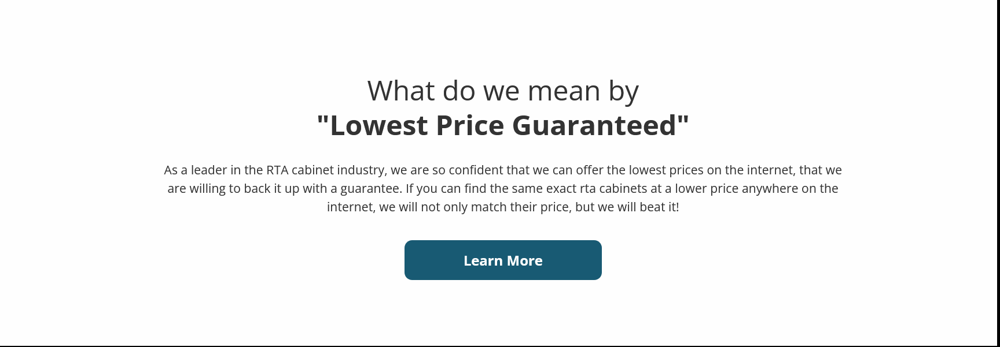 What do we mean by
"Lowest Price Guaranteed"
As a leader in the RTA cabinet industry, we are so confident that we can offer the lowest prices on the internet, that we
are willing to back it up with a guarantee. If you can find the same exact rta cabinets at a lower price anywhere on the
internet, we will not only match their price, but we will beat it!
Learn More